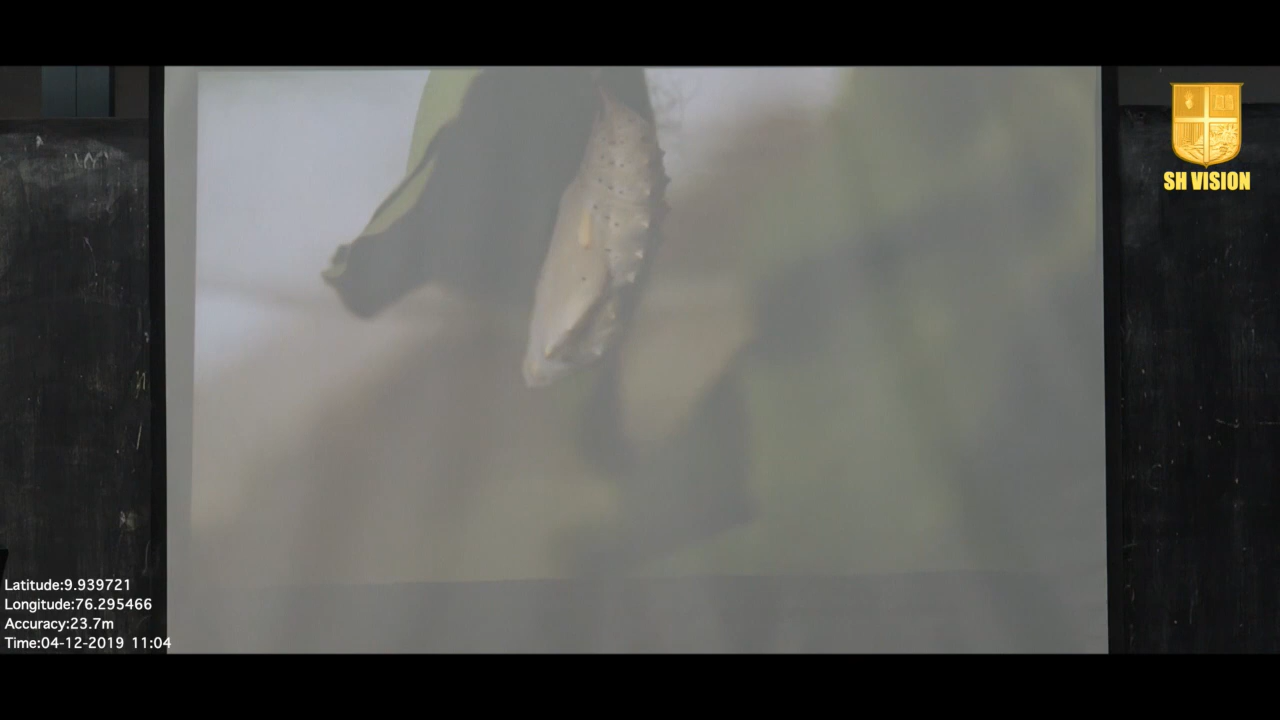 SH VISION
Latitude:9.939721
Longitude:76.295466
Accuracy:23.7m
Time:04-12-2019 11:04